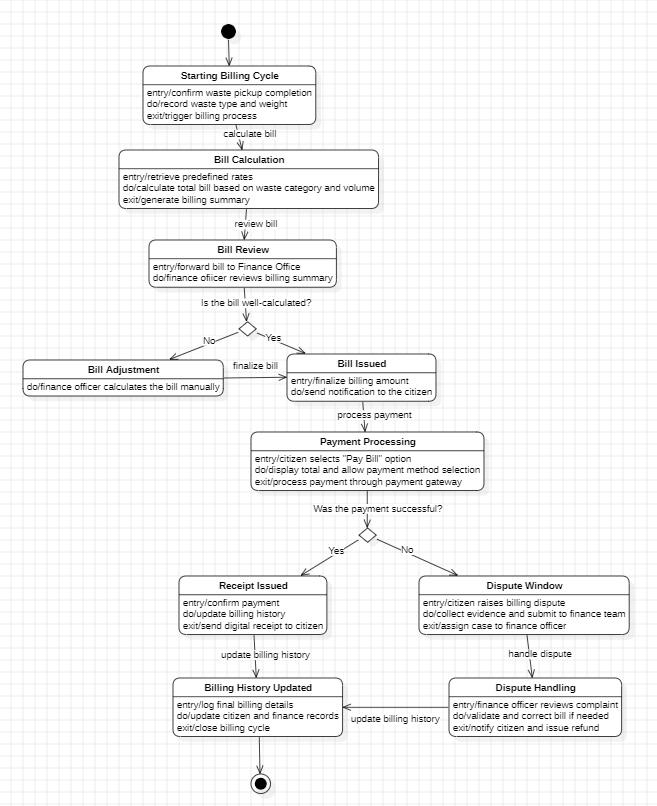 Starting Billing Cycle
entry/confirm waste pickup completion
do/record waste type and weight
exit/trigger billing process
calculate bill
Bill Calculation
entry/retrieve predefined rates
do/calculate total bill based on waste category and volume
exit/generate billing summary
review bill
Bill Review
entry/forward bill to Finance Office
do/finance ofiicer reviews billing summary
Is the bill well-calculated?
No
Yes
Bill Adjustment
do/finance officer calculates the bill manually
finalize bill
Bill Issued
entry/finalize billing amount
do/send notification to the citizen
process payment
Payment Processing
entry/citizen selects "Pay Bill" option
do/display total and allow payment method selection
exit/process payment through payment gateway
Was the payment successful?
Yes
No
Receipt Issued
entry/confirm payment
do/update billing history
exit/send digital receipt to citizen
Dispute Window
entry/citizen raises billing dispute
do/collect evidence and submit to finance team
exit/assign case to finance officer
update billing history
handle dispute
Billing History Updated
entry/log final billing details
do/update citizen and finance records
exit/close billing cycle
update billing history
Dispute Handling
entry/finance officer reviews complaint
do/validate and correct bill if needed
exit/notify citizen and issue refund